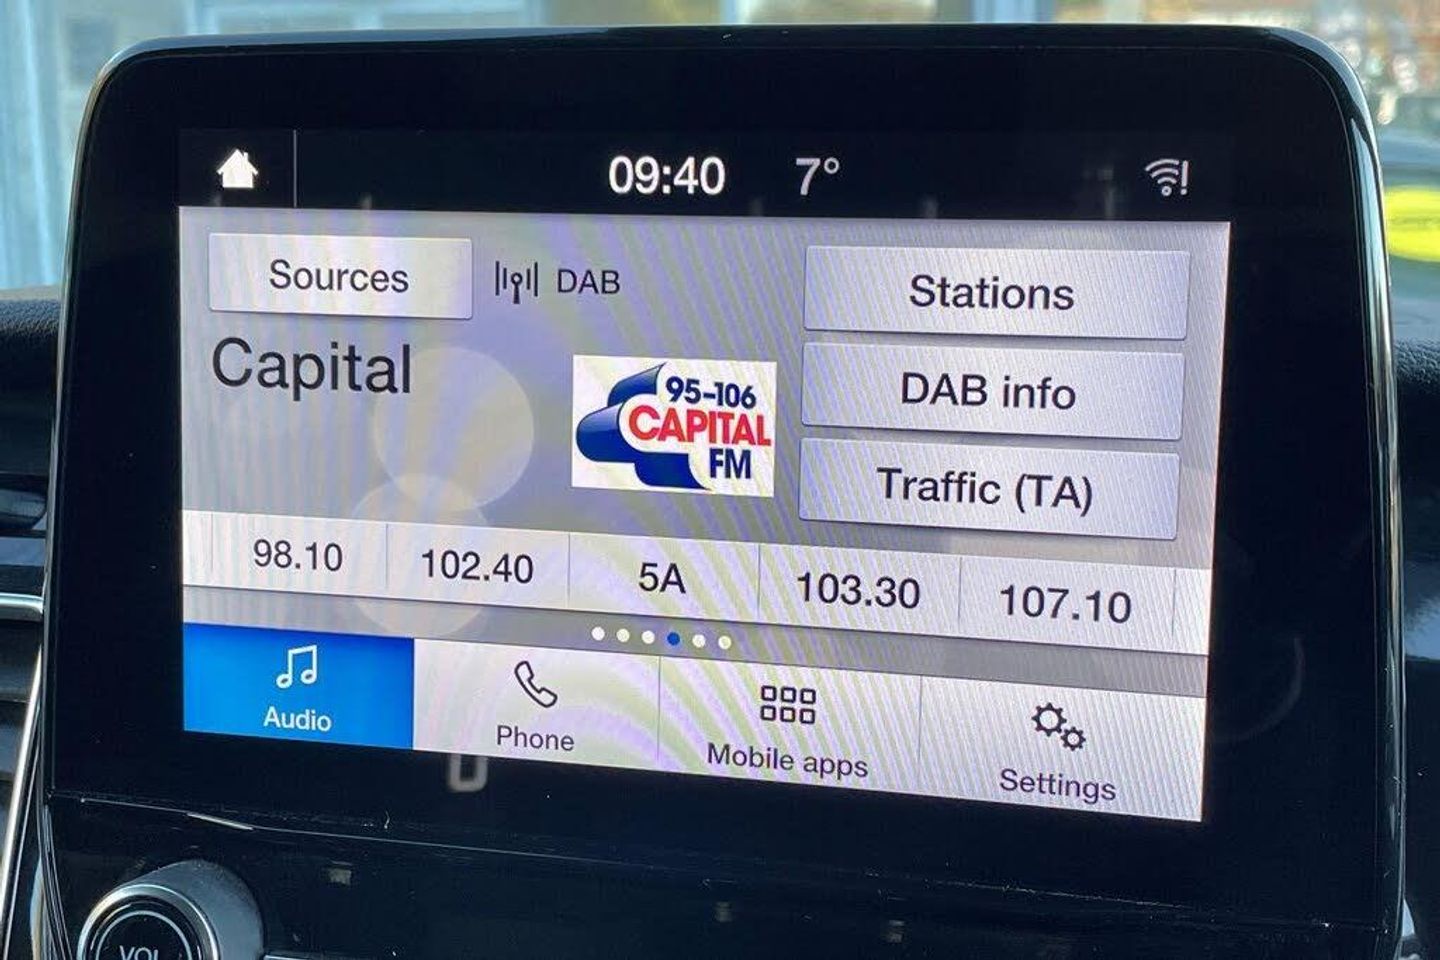 09:40 7°
Sources DAB
Stations
Capital
95-106
CAPITAL
FM
DAB info
Traffic (TA)
98.10 102.40 5A 103.30 107.10
Audio Phone Mobile apps Settings
VOL